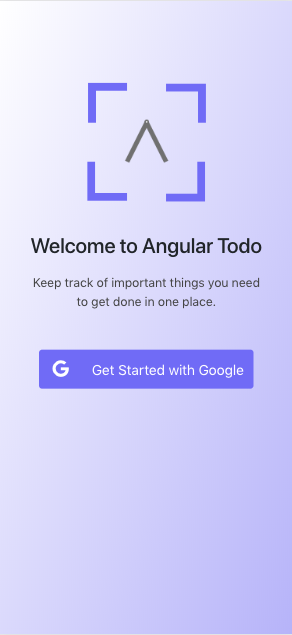 Welcome to Angular Todo
Keep track of important things you need
to get done in one place.
G Get Started with Google